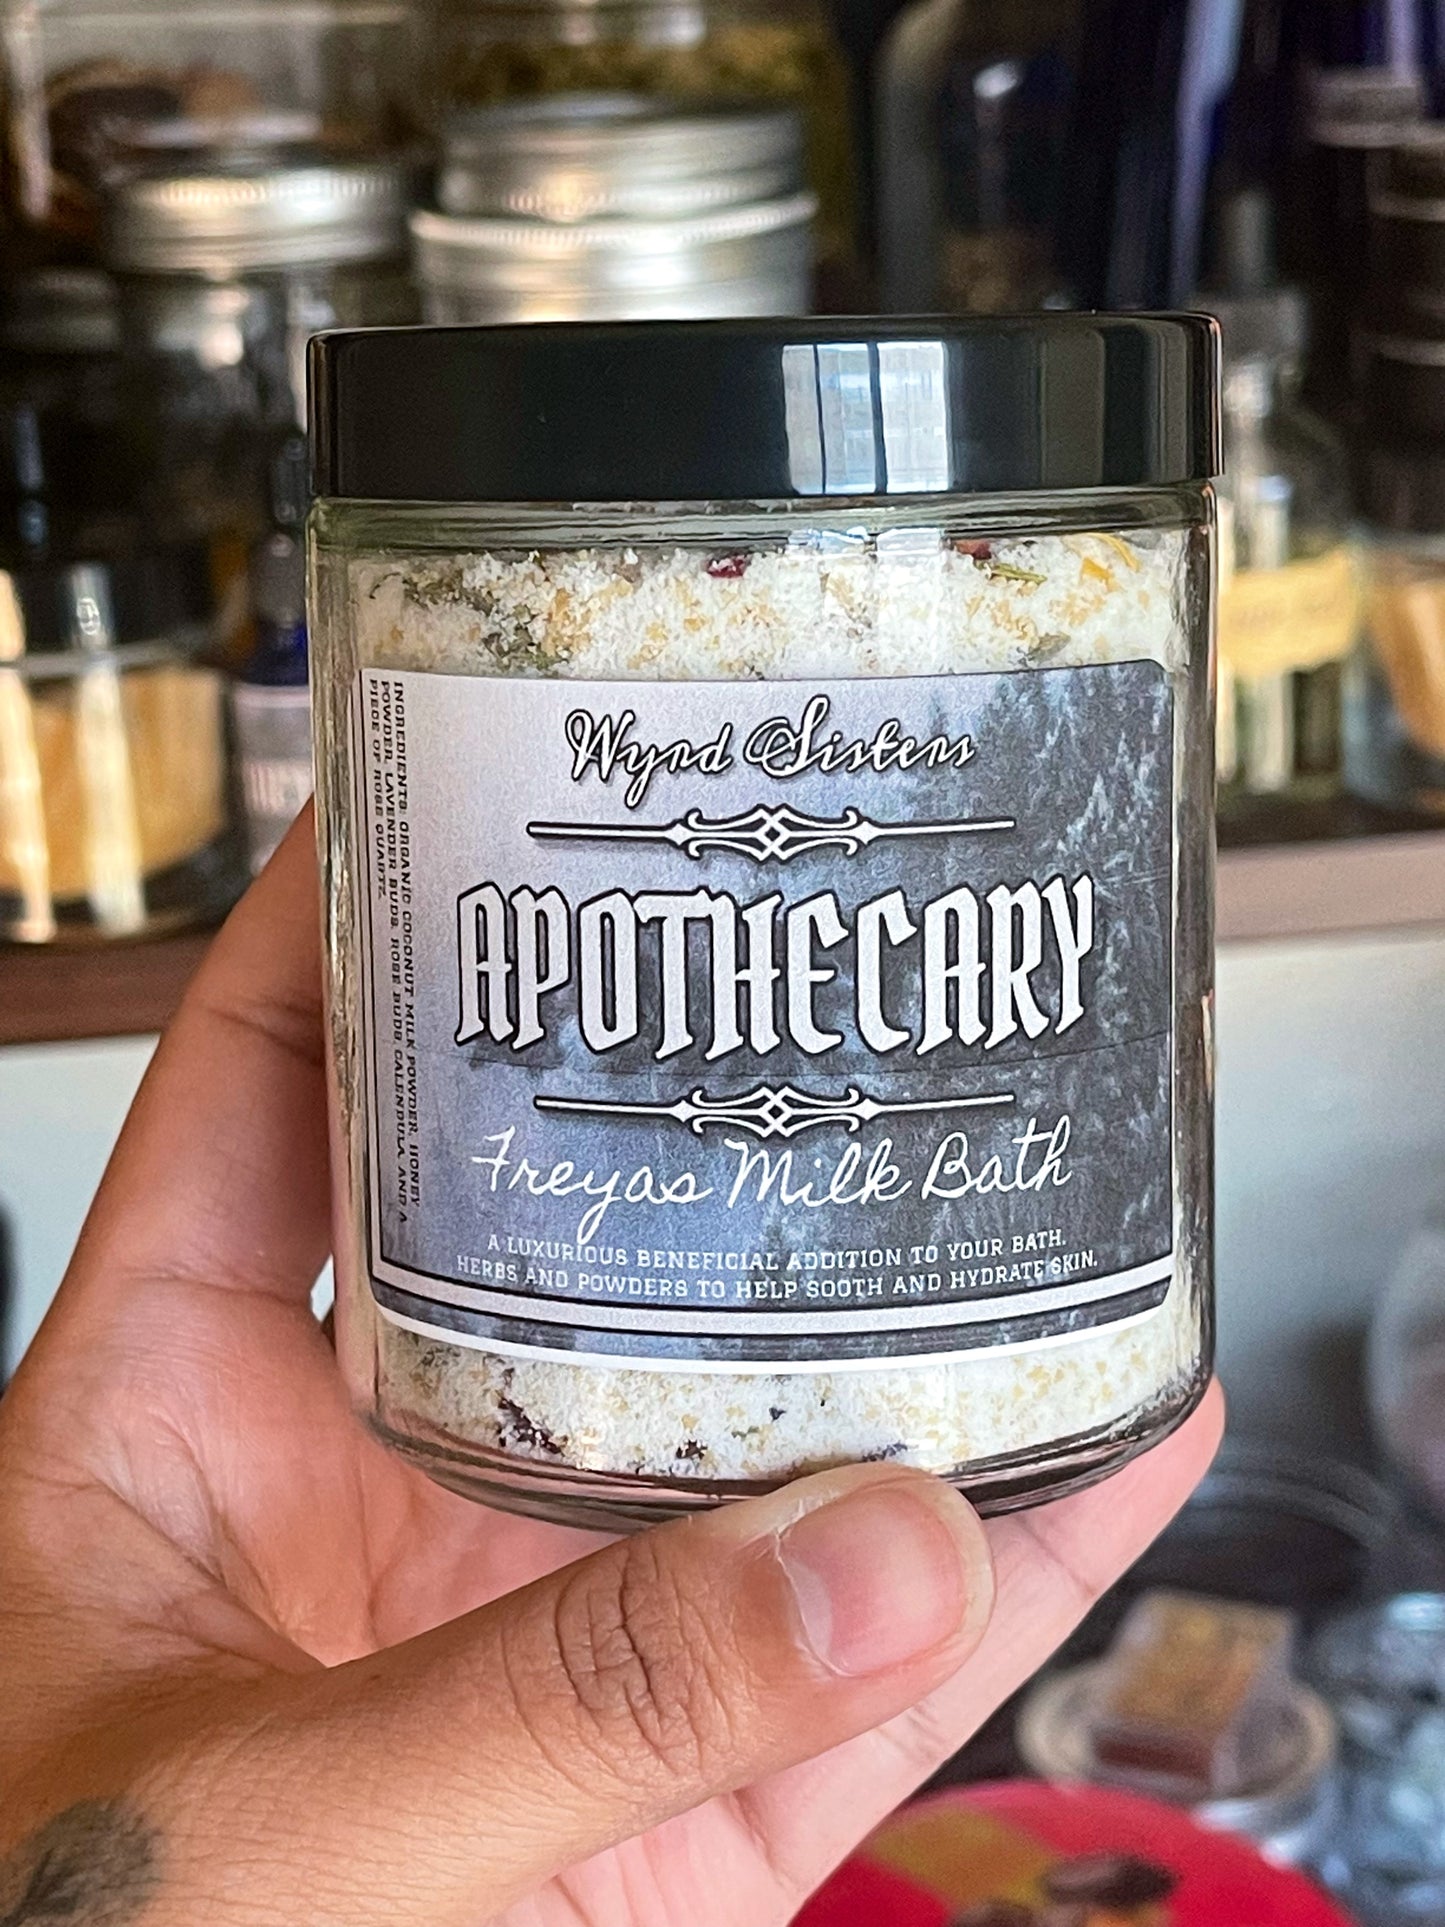 Wyrd Sisters
APOTHECARY
Freyas Milk Bath
A LUXURIOUS BENEFICIAL ADDITION TO YOUR BATH.
HERBS AND POWDERS TO HELP SOOTH AND HYDRATE SKIN.
INGREDIENTS: ORGANIC COCONUT MILK POWDER, HONEY
POWDER, LAVENDER BUDS, ROSE BUDS, CALENDULA, AND A
PIECE OF ROSE QUARTZ.